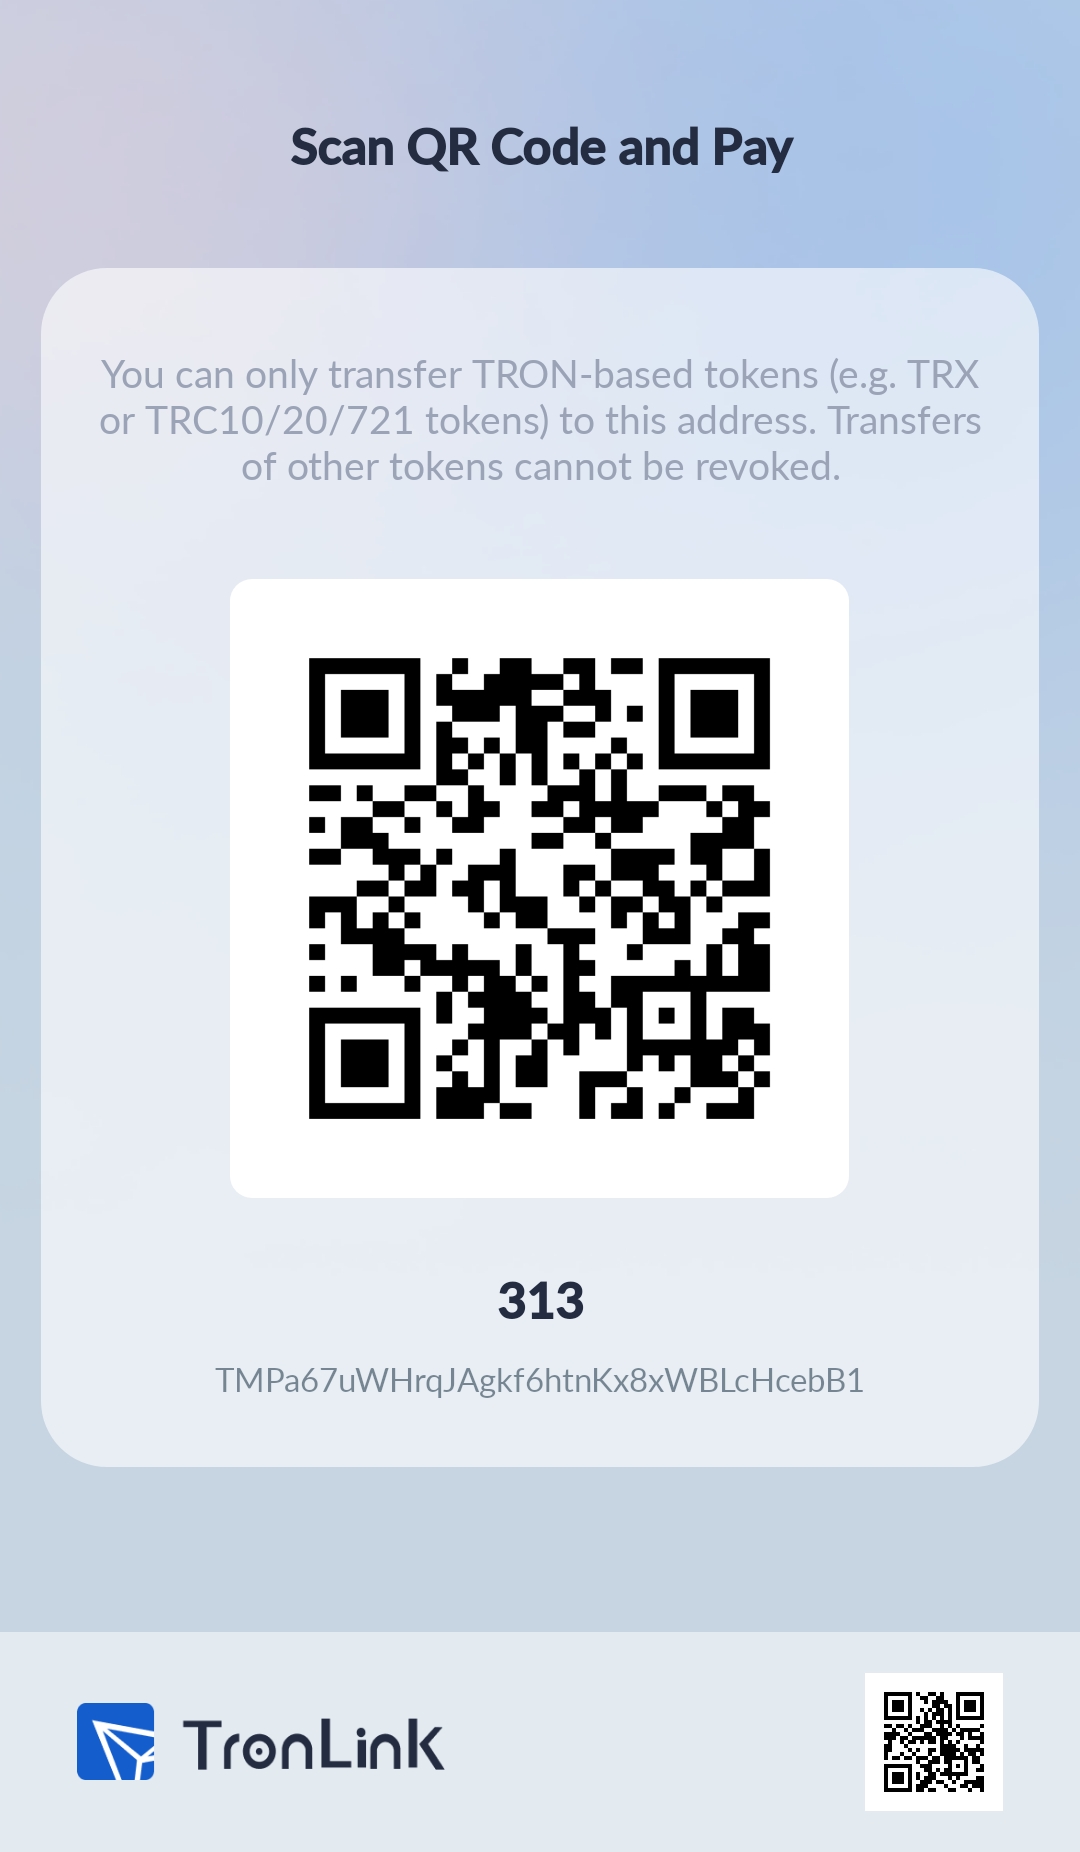 Scan QR Code and Pay
You can only transfer TRON-based tokens (e.g. TRX
or TRC10/20/721 tokens) to this address. Transfers
of other tokens cannot be revoked.
313
TMPa67uWHrqJAgkf6htnKx8xWBLcHcebB1
TronLink